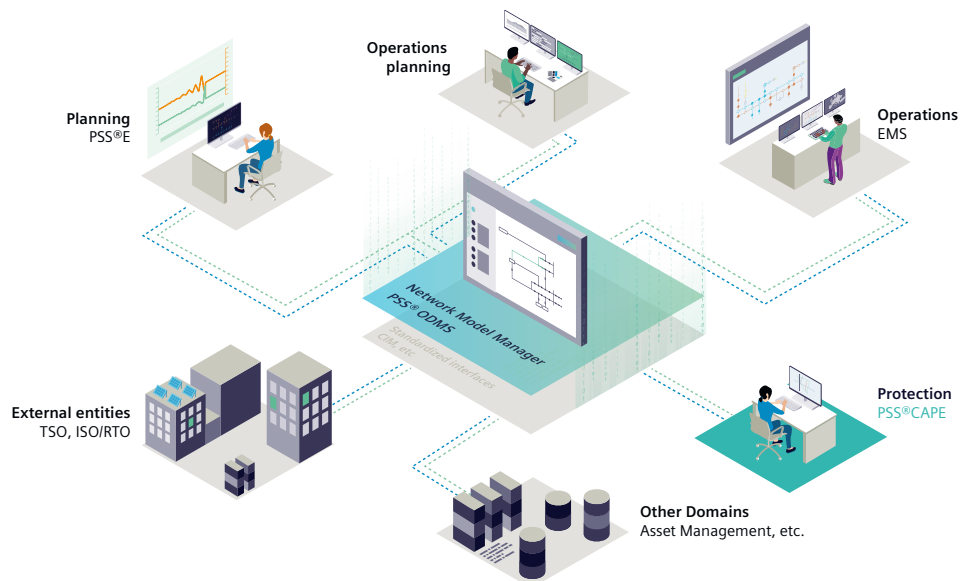 Operations
planning
Planning
PSS®E
Operations
EMS
Network Model Manager
PSS® ODMS
Standardized interfaces
CIM, etc
External entities
TSO, ISO/RTO
Protection
PSS®CAPE
Other Domains
Asset Management, etc.